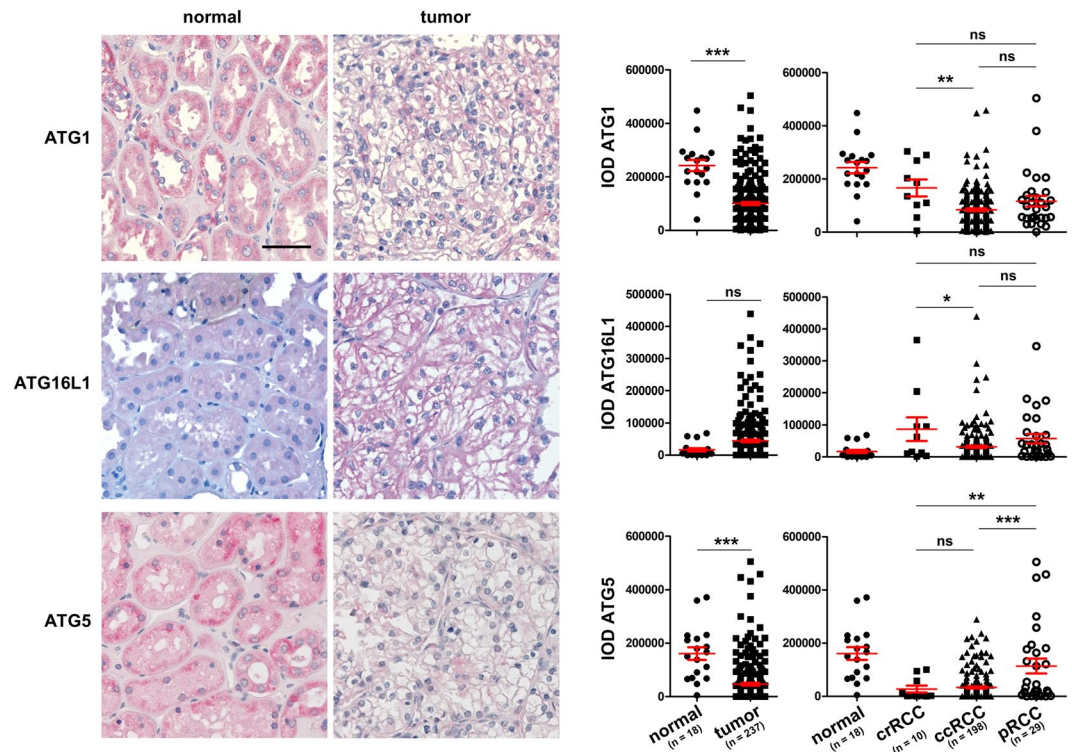 normal tumor
ATG1
ATG16L1
ATG5
IOD ATG1
600000
400000
200000
0
***
600000
400000
200000
0
ns
ns
**
IOD ATG16L1
500000
400000
300000
200000
100000
0
ns
500000
400000
300000
200000
100000
0
ns
ns
*
IOD ATG5
600000
400000
200000
0
***
600000
400000
200000
0
**
***
ns
normal
(n = 18)
tumor
(n = 237)
normal
(n = 18)
crRCC
(n = 10)
ccRCC
(n = 198)
pRCC
(n = 29)